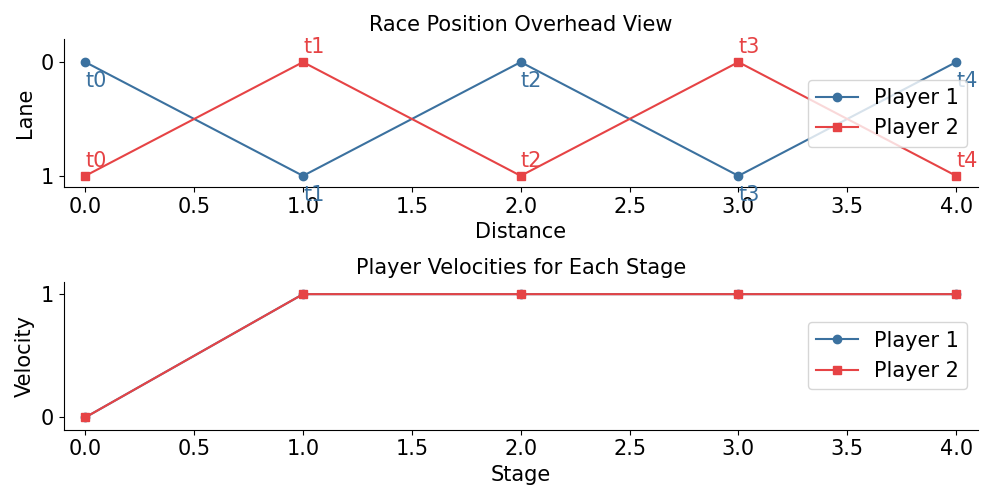 Race Position Overhead View
Lane
0
1
t0
t1
t2
t3
t4
t0
t1
t2
t3
t4
Player 1
Player 2
0.0 0.5 1.0 1.5 2.0 2.5 3.0 3.5 4.0
Distance
Player Velocities for Each Stage
Velocity
1
0
Player 1
Player 2
0.0 0.5 1.0 1.5 2.0 2.5 3.0 3.5 4.0
Stage